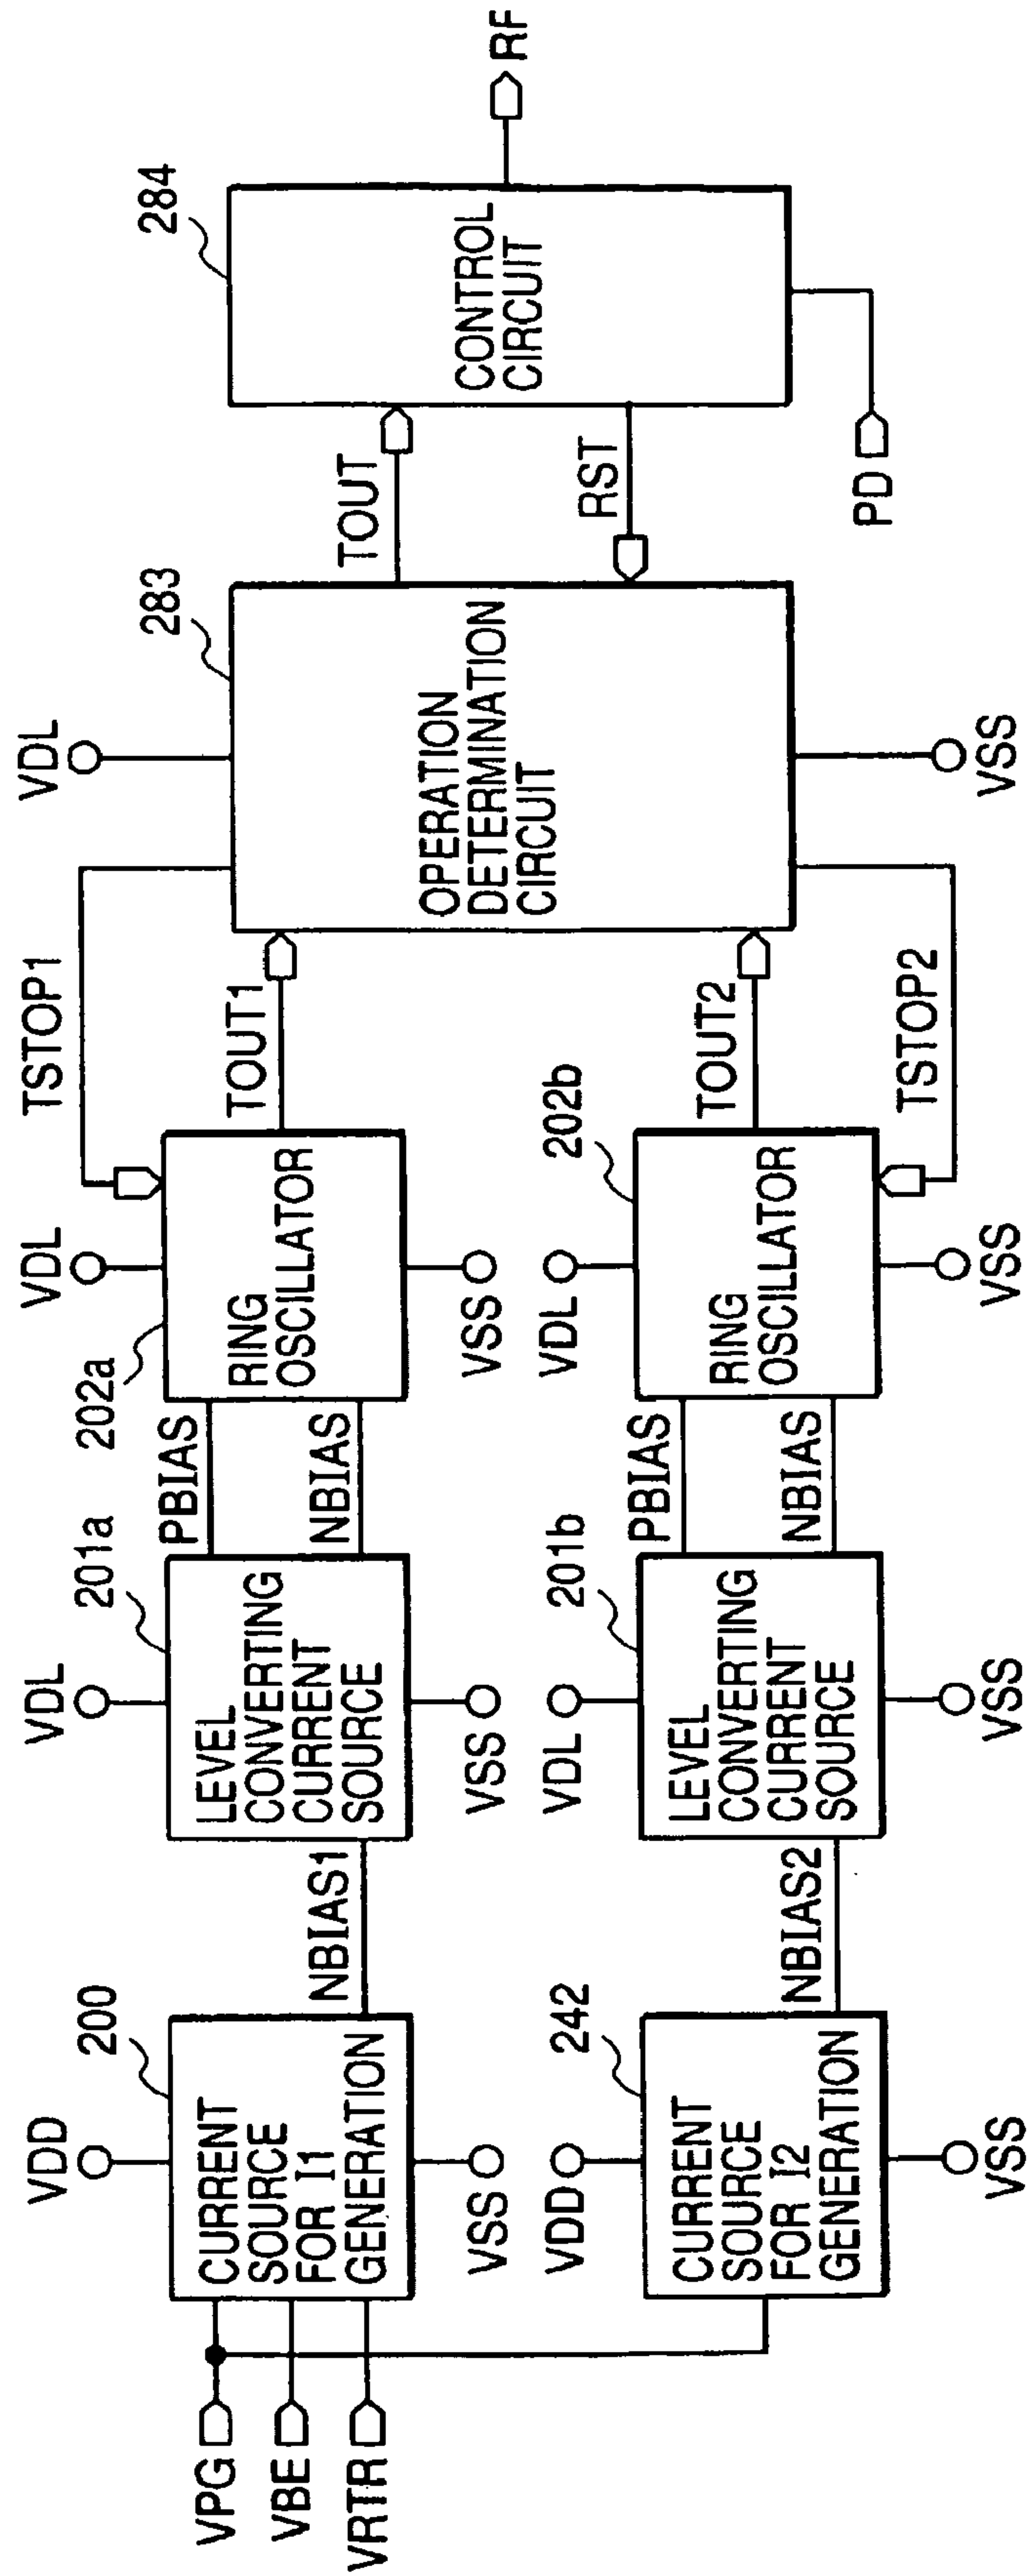 VPG
VBE
VRTR
VDD
200
CURRENT
SOURCE
FOR I1
GENERATION
VSS
NBIAS1
VDL
201a
LEVEL
CONVERTING
CURRENT
SOURCE
VSS
PBIAS
NBIAS
VDL
202a
RING
OSCILLATOR
VSS
TSTOP1
TOUT1
VDD
242
CURRENT
SOURCE
FOR I2
GENERATION
VSS
NBIAS2
VDL
201b
LEVEL
CONVERTING
CURRENT
SOURCE
VSS
PBIAS
NBIAS
VDL
202b
RING
OSCILLATOR
VSS
TOUT2
TSTOP2
VDL
283
OPERATION
DETERMINATION
CIRCUIT
VSS
TOUT
RST
284
CONTROL
CIRCUIT
PD
RF